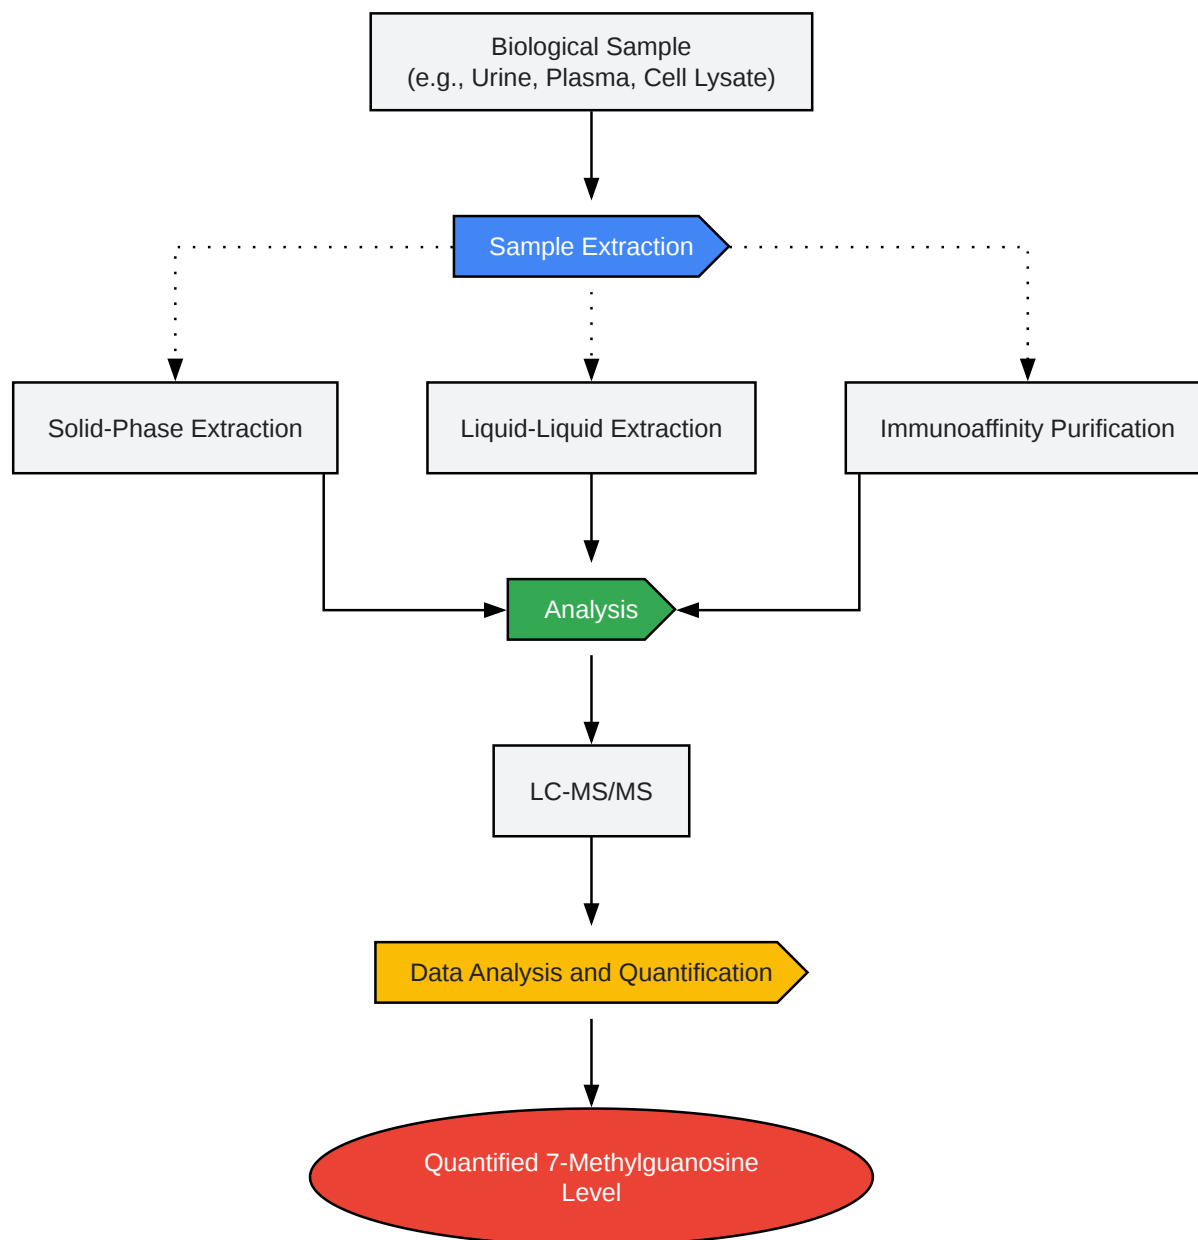 Biological Sample
(e.g., Urine, Plasma, Cell Lysate)
Sample Extraction
Solid-Phase Extraction
Liquid-Liquid Extraction
Immunoaffinity Purification
Analysis
LC-MS/MS
Data Analysis and Quantification
Quantified 7-Methylguanosine
Level